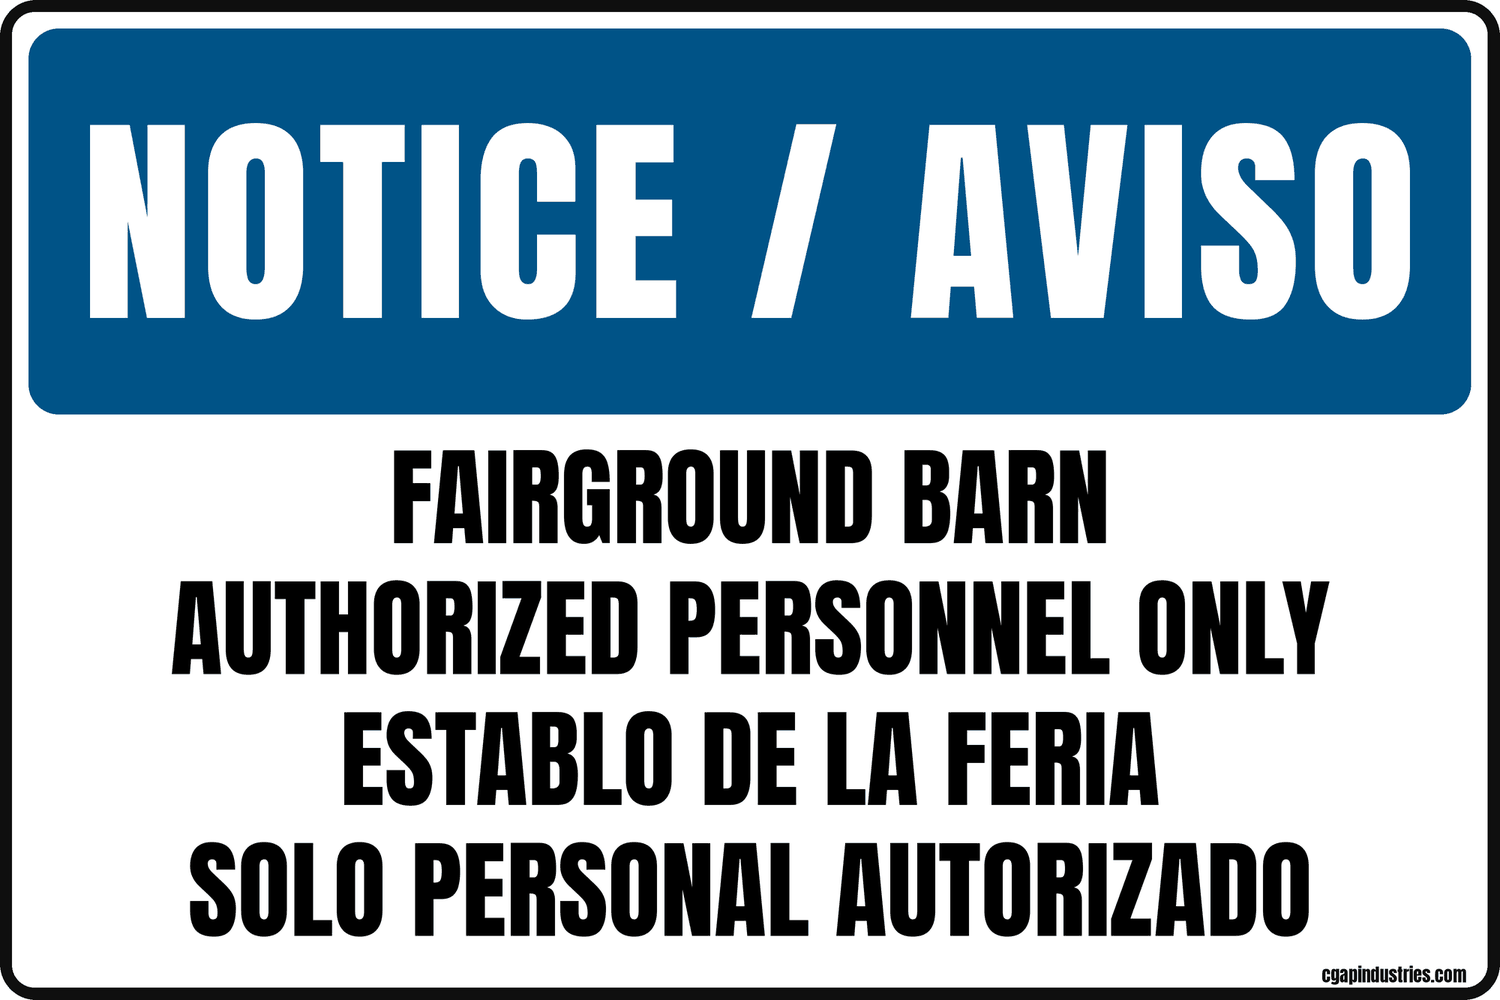 NOTICE / AVISO
FAIRGROUND BARN
AUTHORIZED PERSONNEL ONLY
ESTABLO DE LA FERIA
SOLO PERSONAL AUTORIZADO
cgapindustries.com